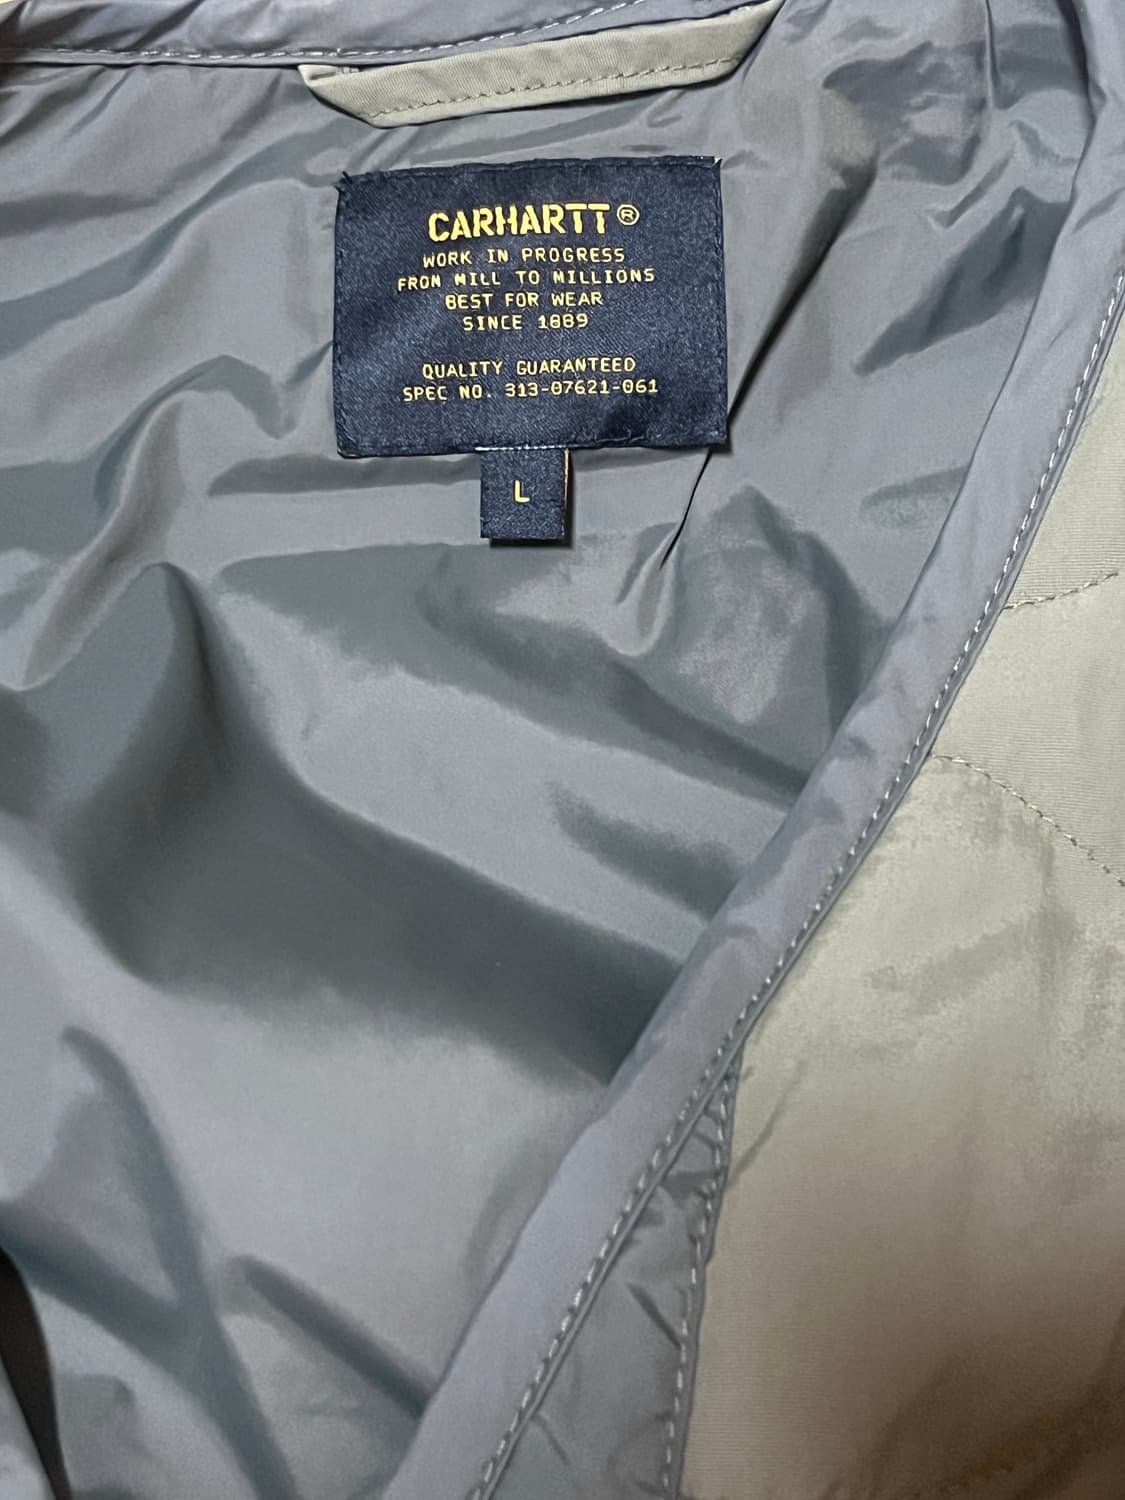 CARHARTT®
WORK IN PROGRESS
FROM MILL TO MILLIONS
BEST FOR WEAR
SINCE 1889
QUALITY GUARANTEED
SPEC NO. 313-07621-061
L